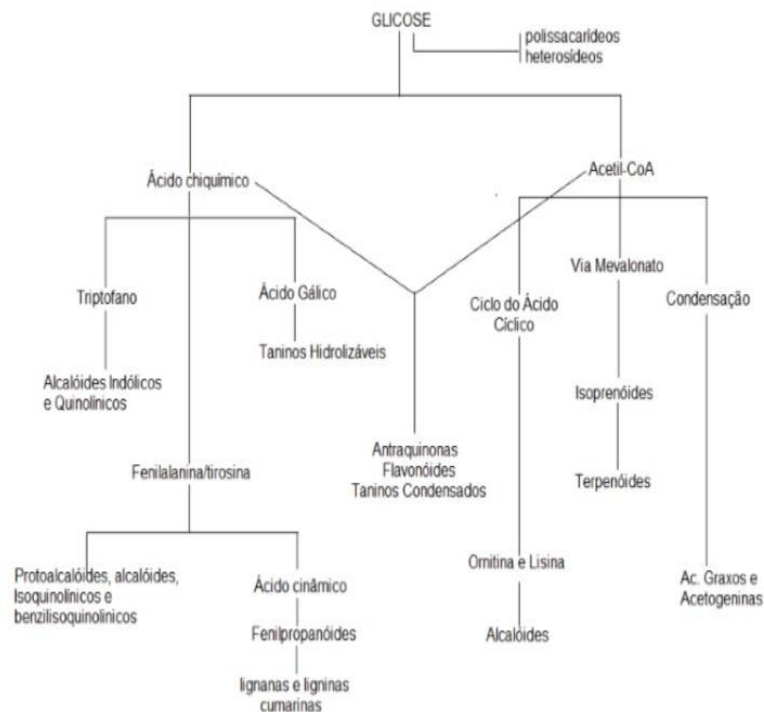 GLICOSE
polissacarídeos
heterosídeos
Ácido chiquímico
Acetil-CoA
Triptofano
Ácido Gálico
Ciclo do Ácido
Cíclico
Via Mevalonato
Condensação
Taninos Hidrolizáveis
Alcalóides Indólicos
e Quinolínicos
Isoprenóides
Antraquinonas
Flavonóides
Taninos Condensados
Fenilalanina/tirosina
Terpenóides
Protoalcalóides, alcalóides,
Isoquinolínicos e
benzilisoquinolínicos
Ácido cinâmico
Ornitina e Lisina
Ac. Graxos e
Acetogeninas
Fenilpropanóides
Alcalóides
lignanas e ligninas
cumarinas